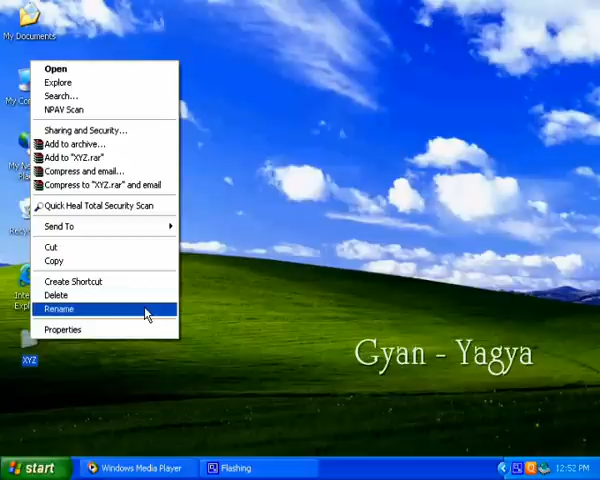 My Documents
Open
Explore
Search...
NPAV Scan
Sharing and Security...
Add to archive...
Add to "XYZ.rar"
Compress and email...
Compress to "XYZ.rar" and email
Quick Heal Total Security Scan
Send To
Cut
Copy
Create Shortcut
Delete
Rename
Properties
XYZ
Gyan - Yagya
start
Windows Media Player
Flashing
12:52 PM